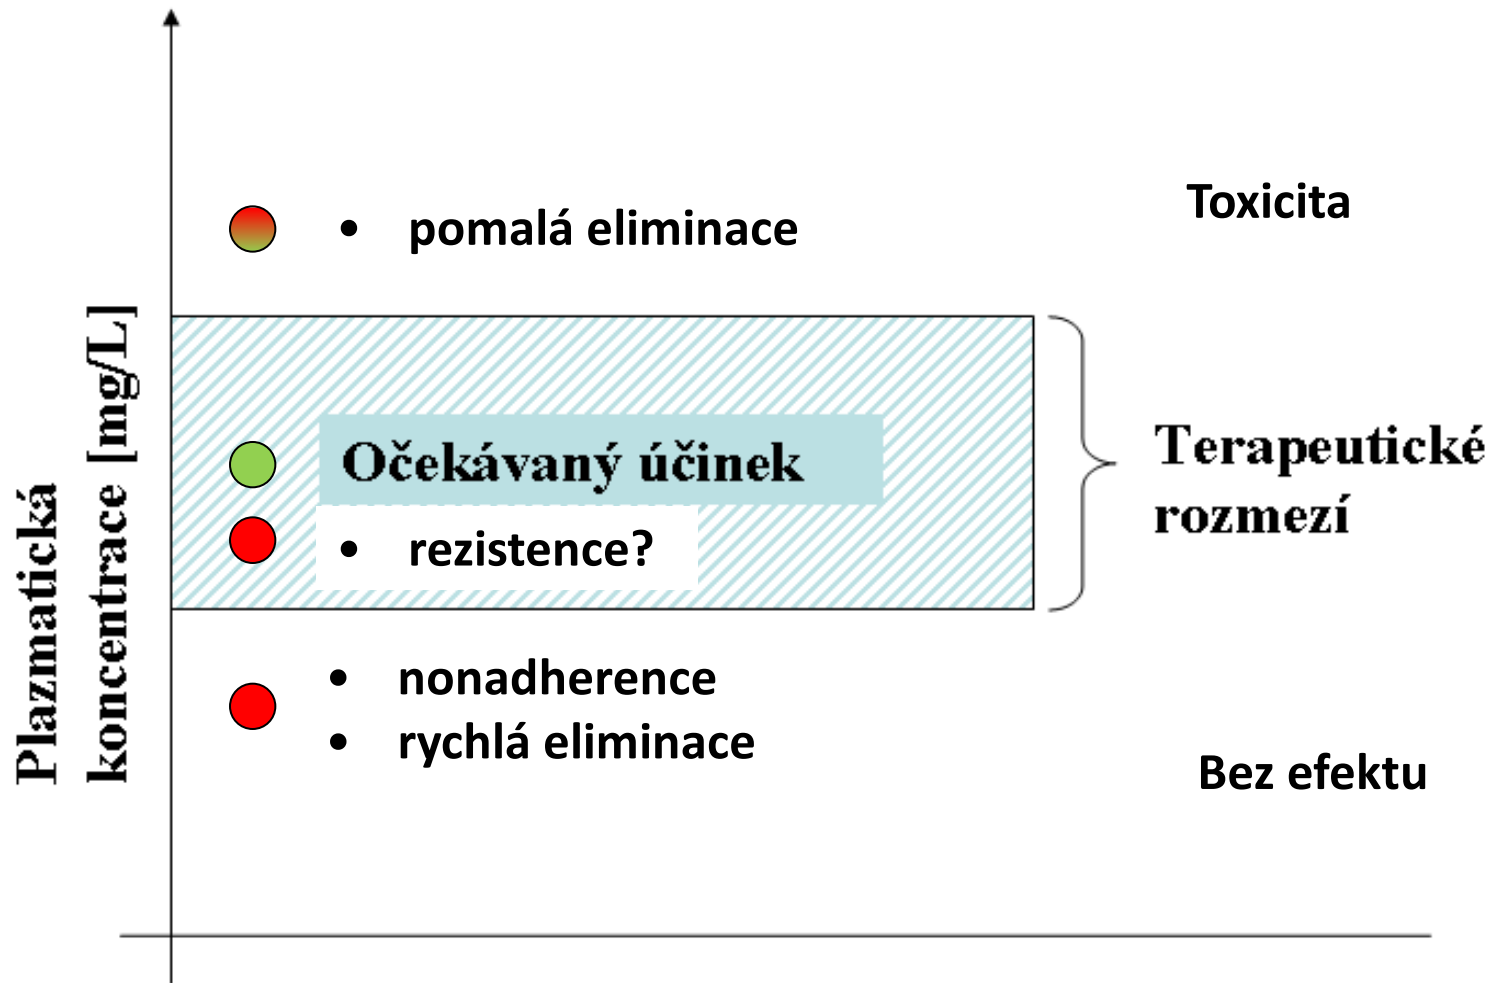 Plazmatická
koncentrace [mg/L]
• pomalá eliminace
Toxicita
Očekávaný účinek
• rezistence?
Terapeutické
rozmezí
• nonadherence
• rychlá eliminace
Bez efektu